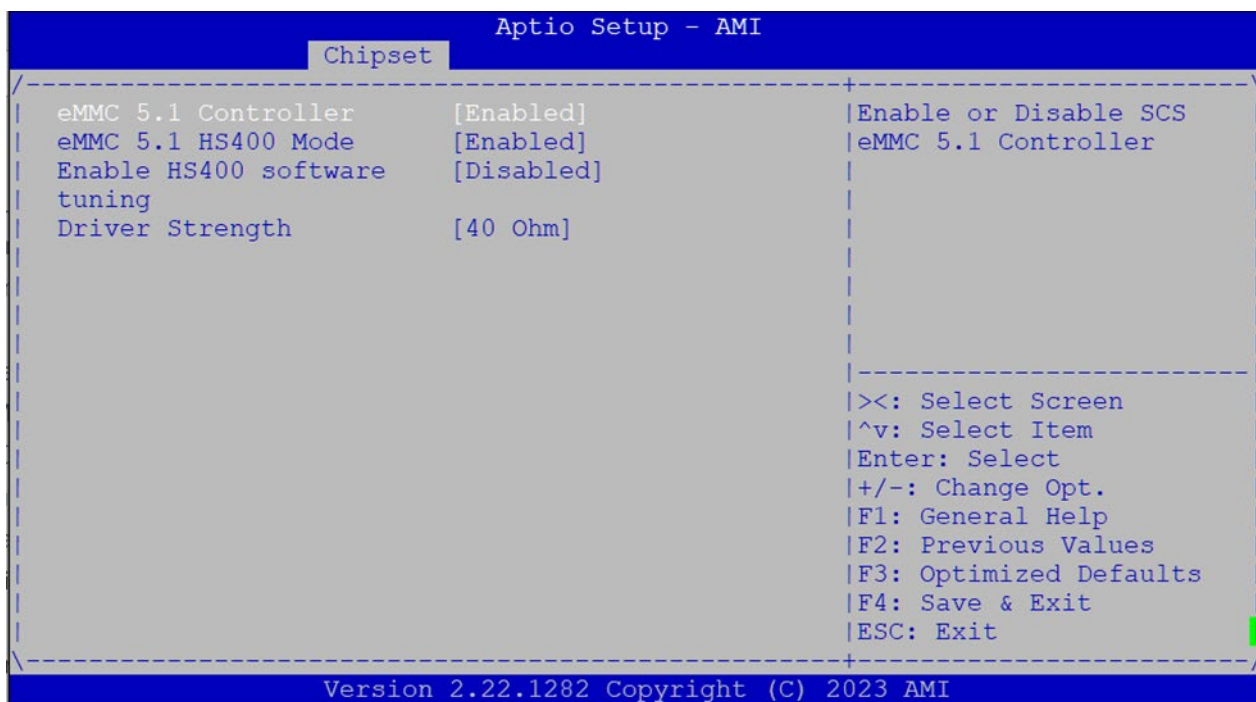 Aptio Setup - AMI
Chipset
eMMC 5.1 Controller [Enabled]
eMMC 5.1 HS400 Mode [Enabled]
Enable HS400 software [Disabled]
tuning
Driver Strength [40 Ohm]
Enable or Disable SCS
eMMC 5.1 Controller
><: Select Screen
^v: Select Item
Enter: Select
+/-: Change Opt.
F1: General Help
F2: Previous Values
F3: Optimized Defaults
F4: Save & Exit
ESC: Exit
Version 2.22.1282 Copyright (C) 2023 AMI